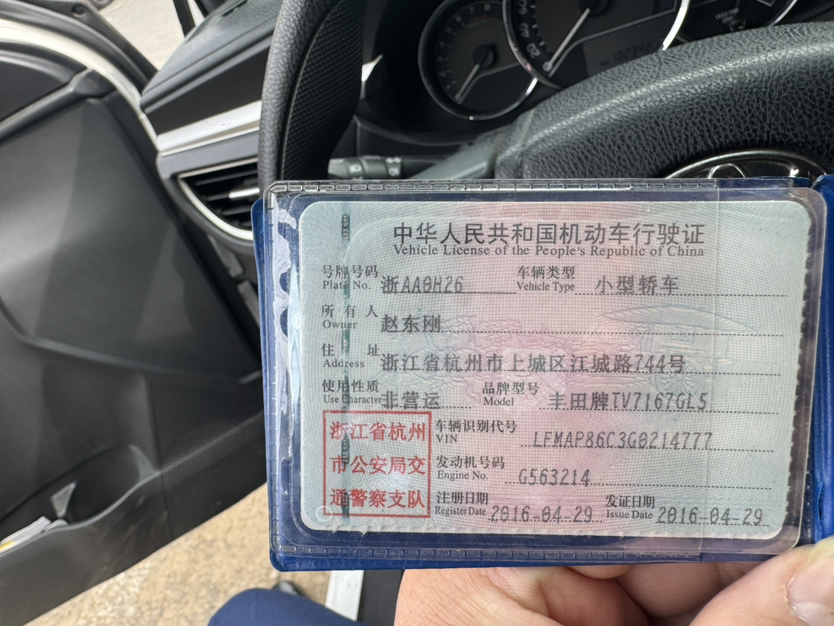 中华人民共和国机动车行驶证
Vehicle License of the People's Republic of China
号牌号码 Plate No. 浙AA0H26 车辆类型 Vehicle Type 小型轿车
所有人 Owner 赵东刚
住址 Address 浙江省杭州市上城区江城路744号
使用性质 Use Character 非营运 品牌型号 Model 丰田牌TV7167GL5
浙江省杭州
市公安局交
通警察支队
车辆识别代号 VIN LFMAP86C3G0214777
发动机号码 Engine No. G563214
注册日期 Register Date 2016-04-29 发证日期 Issue Date 2016-04-29